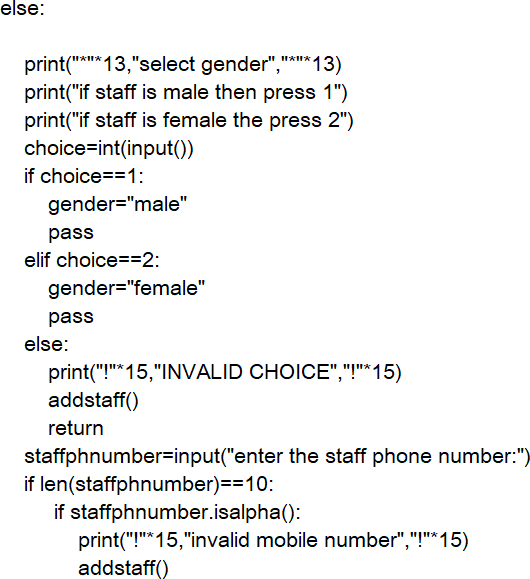 else:
print("*"*13,"select gender","*"*13)
print("if staff is male then press 1")
print("if staff is female the press 2")
choice=int(input())
if choice==1:
gender="male"
pass
elif choice==2:
gender="female"
pass
else:
print("!"*15,"INVALID CHOICE","!"*15)
addstaff()
return
staffphnumber=input("enter the staff phone number:")
if len(staffphnumber)==10:
if staffphnumber.isalpha():
print("!"*15,"invalid mobile number","!"*15)
addstaff()